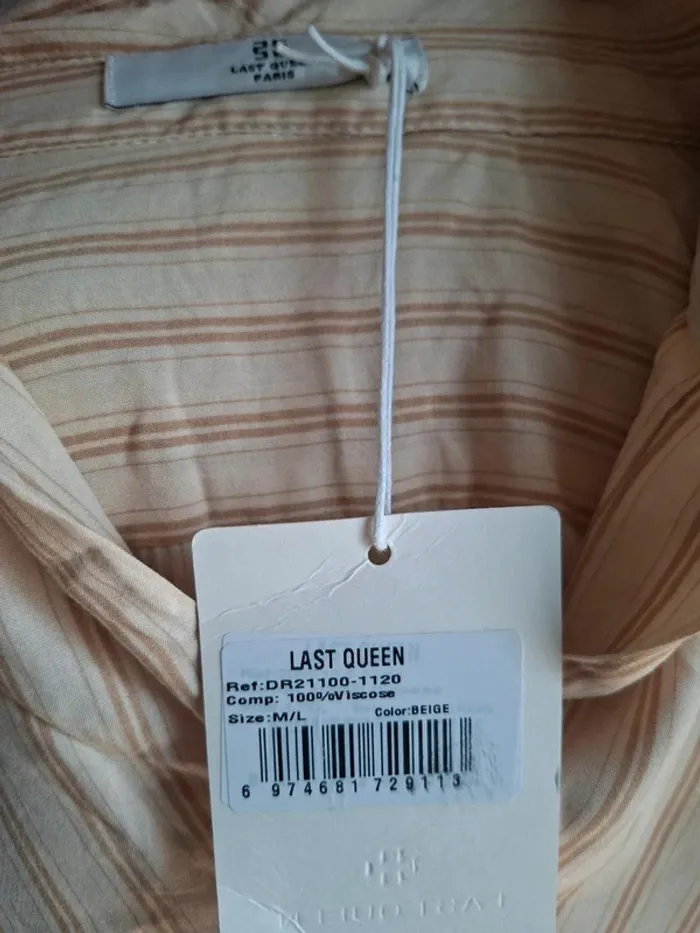 LAST QUEEN
PARIS
LAST QUEEN
Ref:DR21100-1120
Comp: 100%Viscose
Size:M/L Color:BEIGE
6 974681 729113